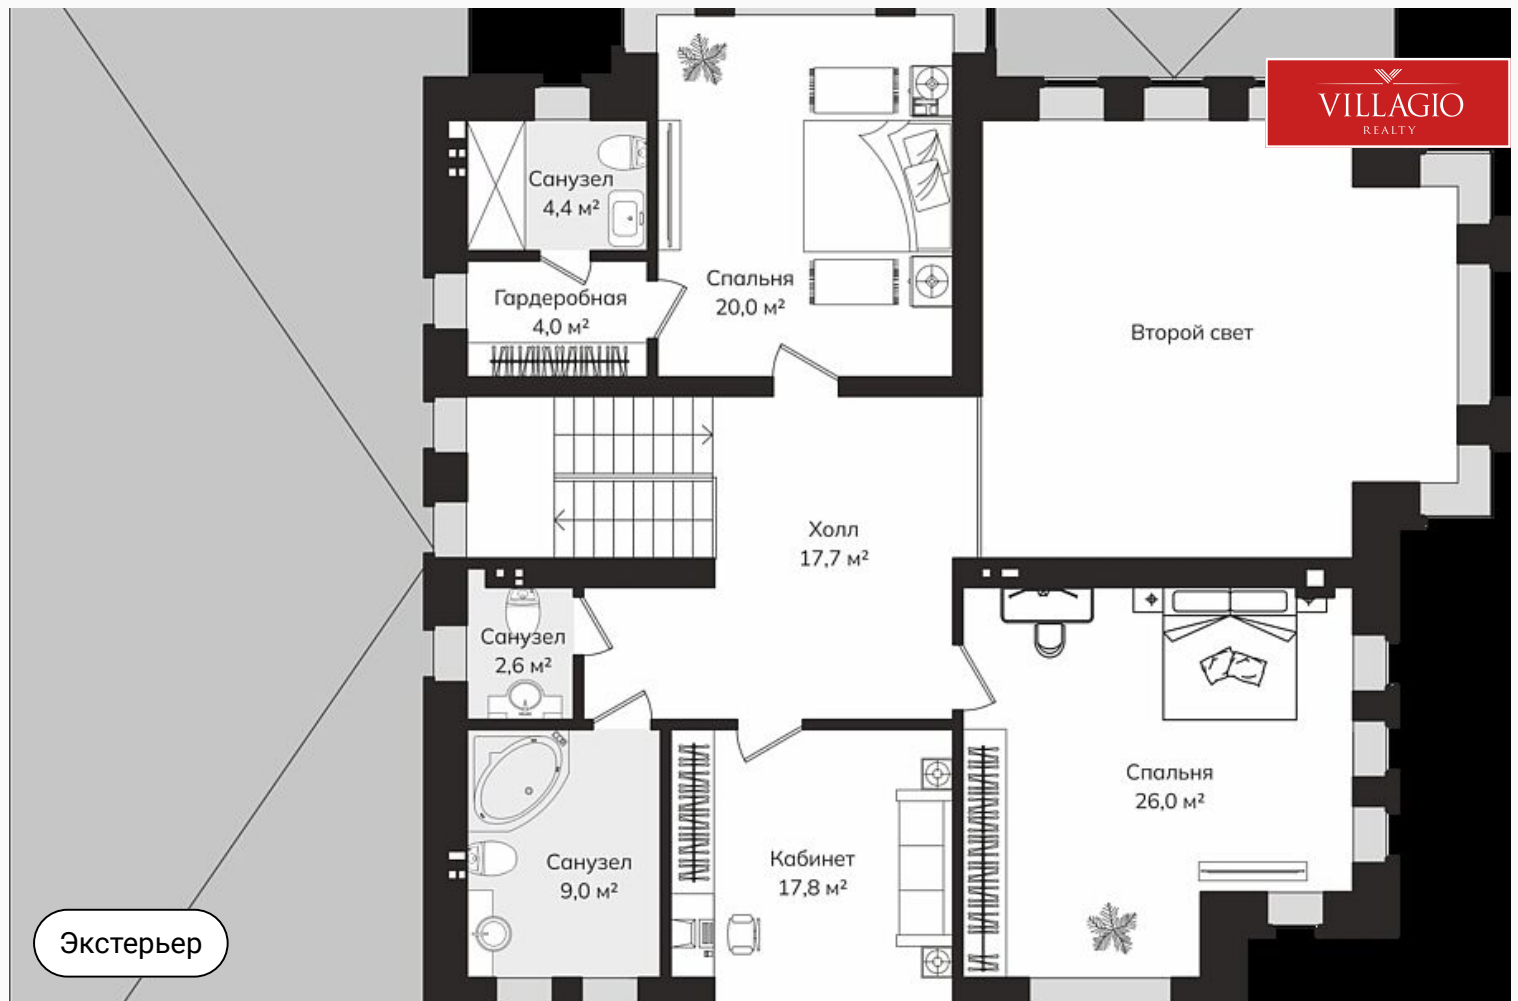 VILLAGIO
REALTY
Санузел
4,4 м²
Гардеробная
4,0 м²
Спальня
20,0 м²
Второй свет
Холл
17,7 м²
Санузел
2,6 м²
Санузел
9,0 м²
Кабинет
17,8 м²
Спальня
26,0 м²
Экстерьер